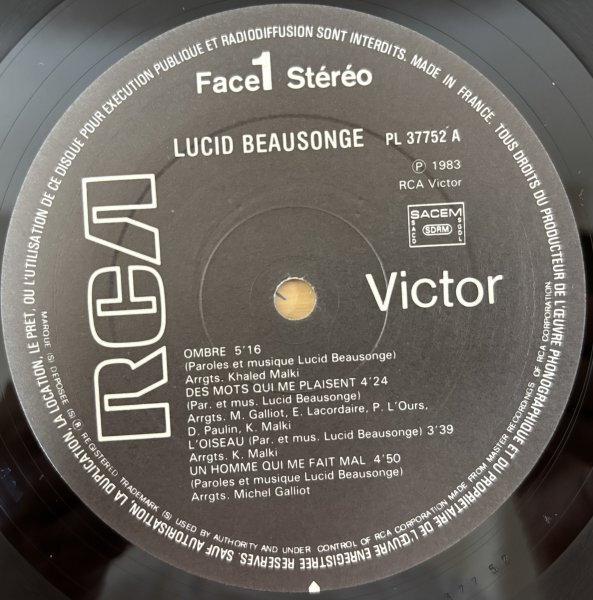 Face 1 Stéréo
LUCID BEAUSONGE
PL 37752 A
℗ 1983
RCA Victor
SACEM
SACD
SDRM
SGDL
RCA
Victor
OMBRE 5'16
(Paroles et musique Lucid Beausonge)
Arrgts. Khaled Malki
DES MOTS QUI ME PLAISENT 4'24
(Par. et mus. Lucid Beausonge)
Arrgts. M. Galliot, E. Lacordaire, P. L'Ours,
D. Paulin, K. Malki
L'OISEAU (Par. et mus. Lucid Beausonge) 3'39
Arrgts. K. Malki
UN HOMME QUI ME FAIT MAL 4'50
(Paroles et musique Lucid Beausonge)
Arrgts. Michel Galliot
TOUS DROITS DU PRODUCTEUR DE L'ŒUVRE PHONOGRAPHIQUE ET DU PROPRIETAIRE DE L'ŒUVRE ENREGISTREE RESERVES. SAUF AUTORISATION, LA DUPLICATION, LA LOCATION, LE PRET, OU L'UTILISATION DE CE DISQUE POUR EXECUTION PUBLIQUE ET RADIODIFFUSION SONT INTERDITS. MADE IN FRANCE.
MARQUE (S) DEPOSEE (S) ® REGISTERED TRADEMARK (S) USED BY AUTHORITY AND UNDER CONTROL OF RCA CORPORATION MADE FROM MASTER RECORDINGS OF RCA CORPORATION.